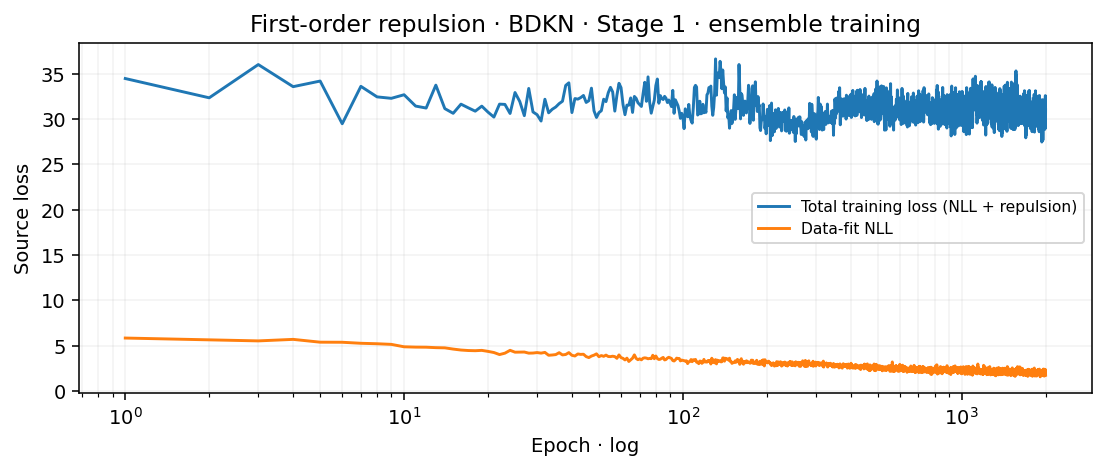 First-order repulsion · BDKN · Stage 1 · ensemble training
Source loss
35
30
25
20
15
10
5
0
Total training loss (NLL + repulsion)
Data-fit NLL
10⁰
10¹
10²
10³
Epoch · log